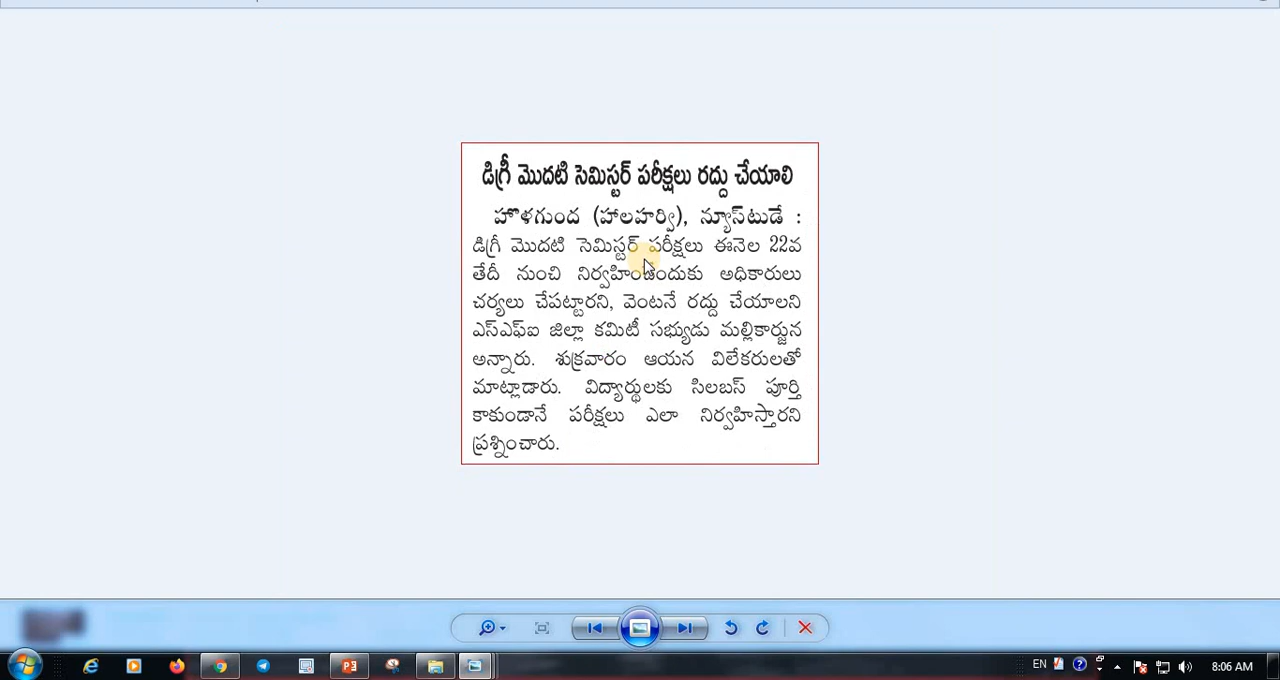 డిగ్రీ మొదటి సెమిస్టర్ పరీక్షలు రద్దు చేయాలి
హొళగుంద (హాలహర్వి), న్యూస్‌టుడే :
డిగ్రీ మొదటి సెమిస్టర్ పరీక్షలు ఈనెల 22వ
తేదీ నుంచి నిర్వహించేందుకు అధికారులు
చర్యలు చేపట్టారని, వెంటనే రద్దు చేయాలని
ఎస్ఎఫ్ఐ జిల్లా కమిటీ సభ్యుడు మల్లికార్జున
అన్నారు. శుక్రవారం ఆయన విలేకరులతో
మాట్లాడారు. విద్యార్థులకు సిలబస్ పూర్తి
కాకుండానే పరీక్షలు ఎలా నిర్వహిస్తారని
ప్రశ్నించారు.
EN 8:06 AM